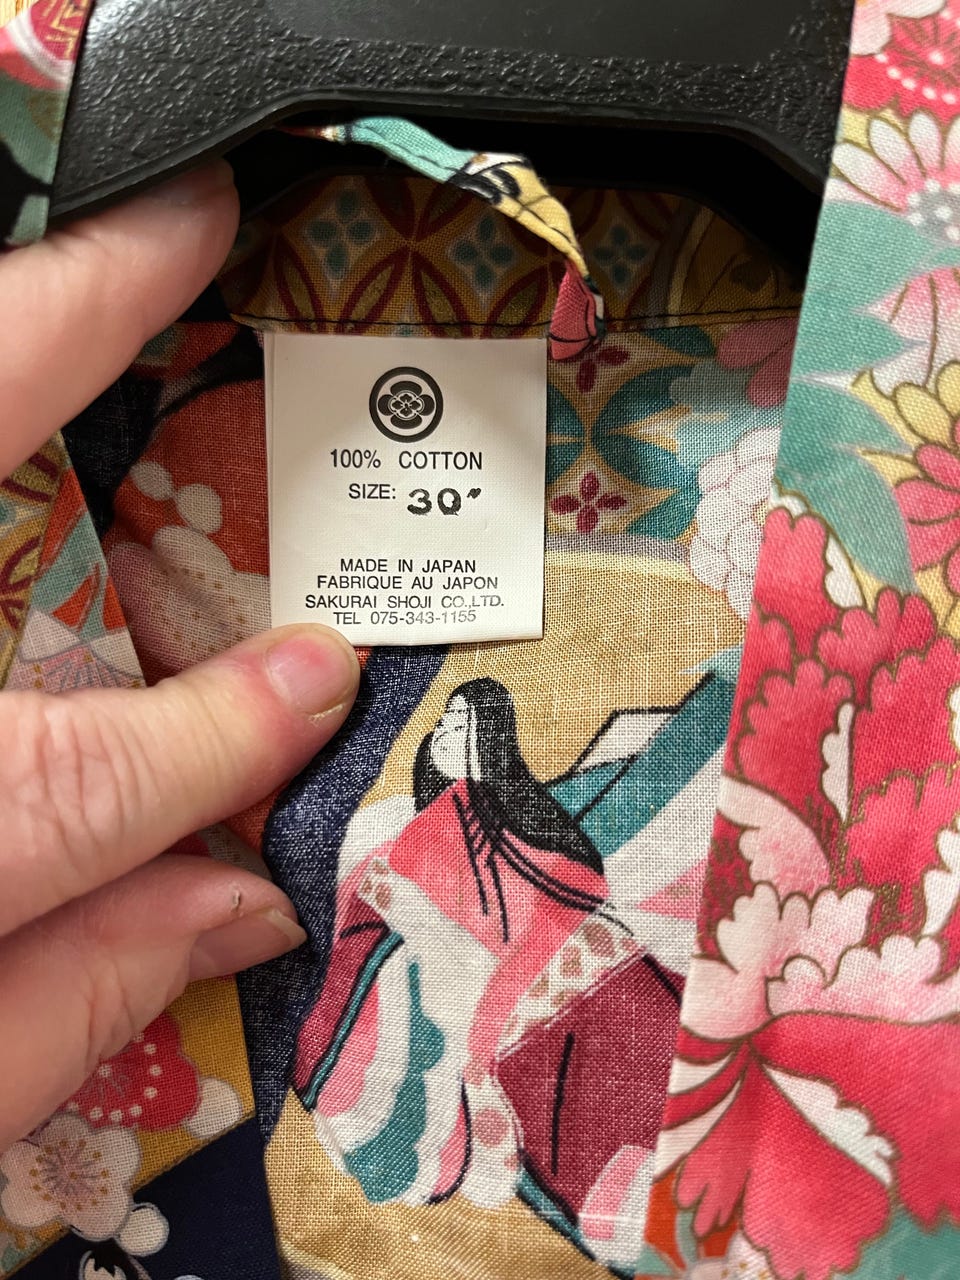 100% COTTON
SIZE: 30"
MADE IN JAPAN
FABRIQUE AU JAPON
SAKURAI SHOJI CO.,LTD.
TEL 075-343-1155